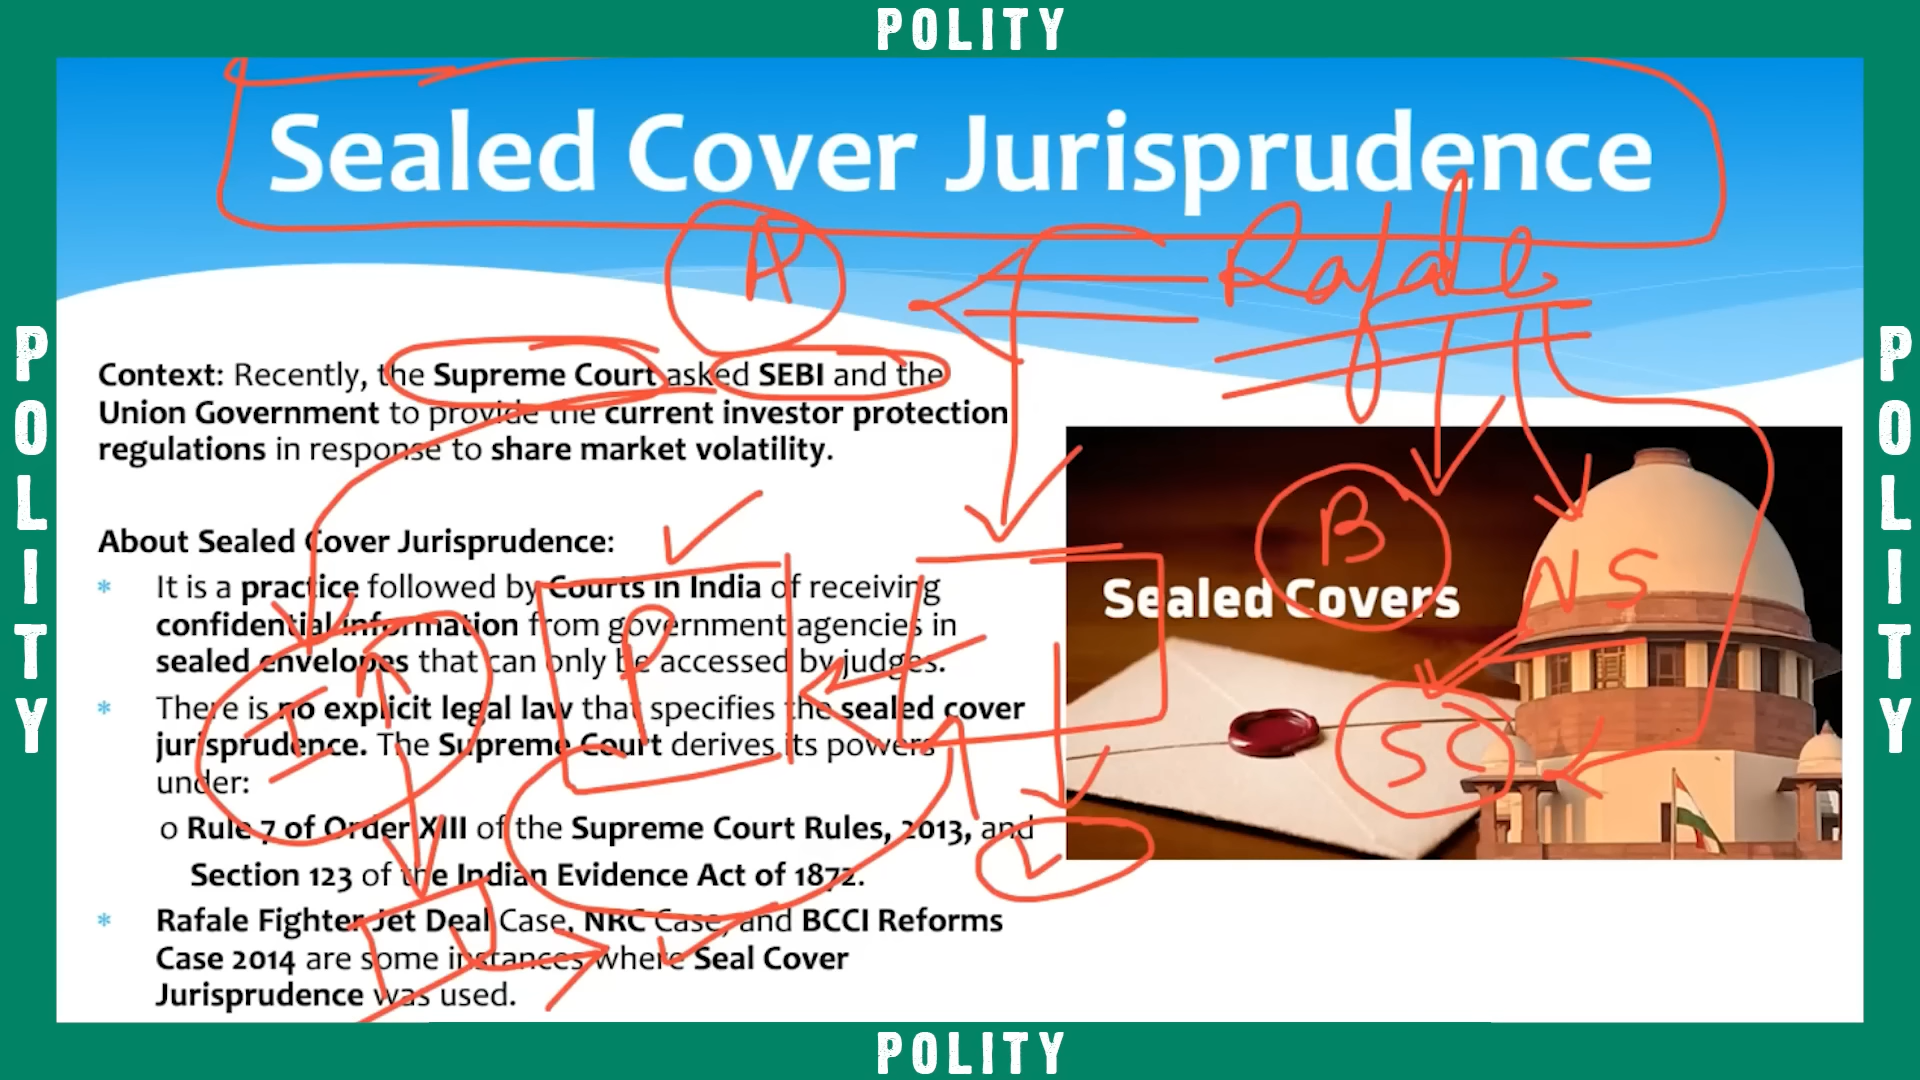 POLITY
Sealed Cover Jurisprudence
A
Rafale
POLITY
POLITY
Context: Recently, the Supreme Court asked SEBI and the
Union Government to provide the current investor protection
regulations in response to share market volatility.
About Sealed Cover Jurisprudence:
* It is a practice followed by Courts in India of receiving
confidential information from government agencies in
sealed envelopes that can only be accessed by judges.
* There is no explicit legal law that specifies the sealed cover
jurisprudence. The Supreme Court derives its powers
under:
o Rule 7 of Order XIII of the Supreme Court Rules, 2013, and
Section 123 of the Indian Evidence Act of 1872.
* Rafale Fighter Jet Deal Case, NRC Case, and BCCI Reforms
Case 2014 are some instances where Seal Cover
Jurisprudence was used.
B
Sealed Covers
NS
SC
P
I
L
D
POLITY